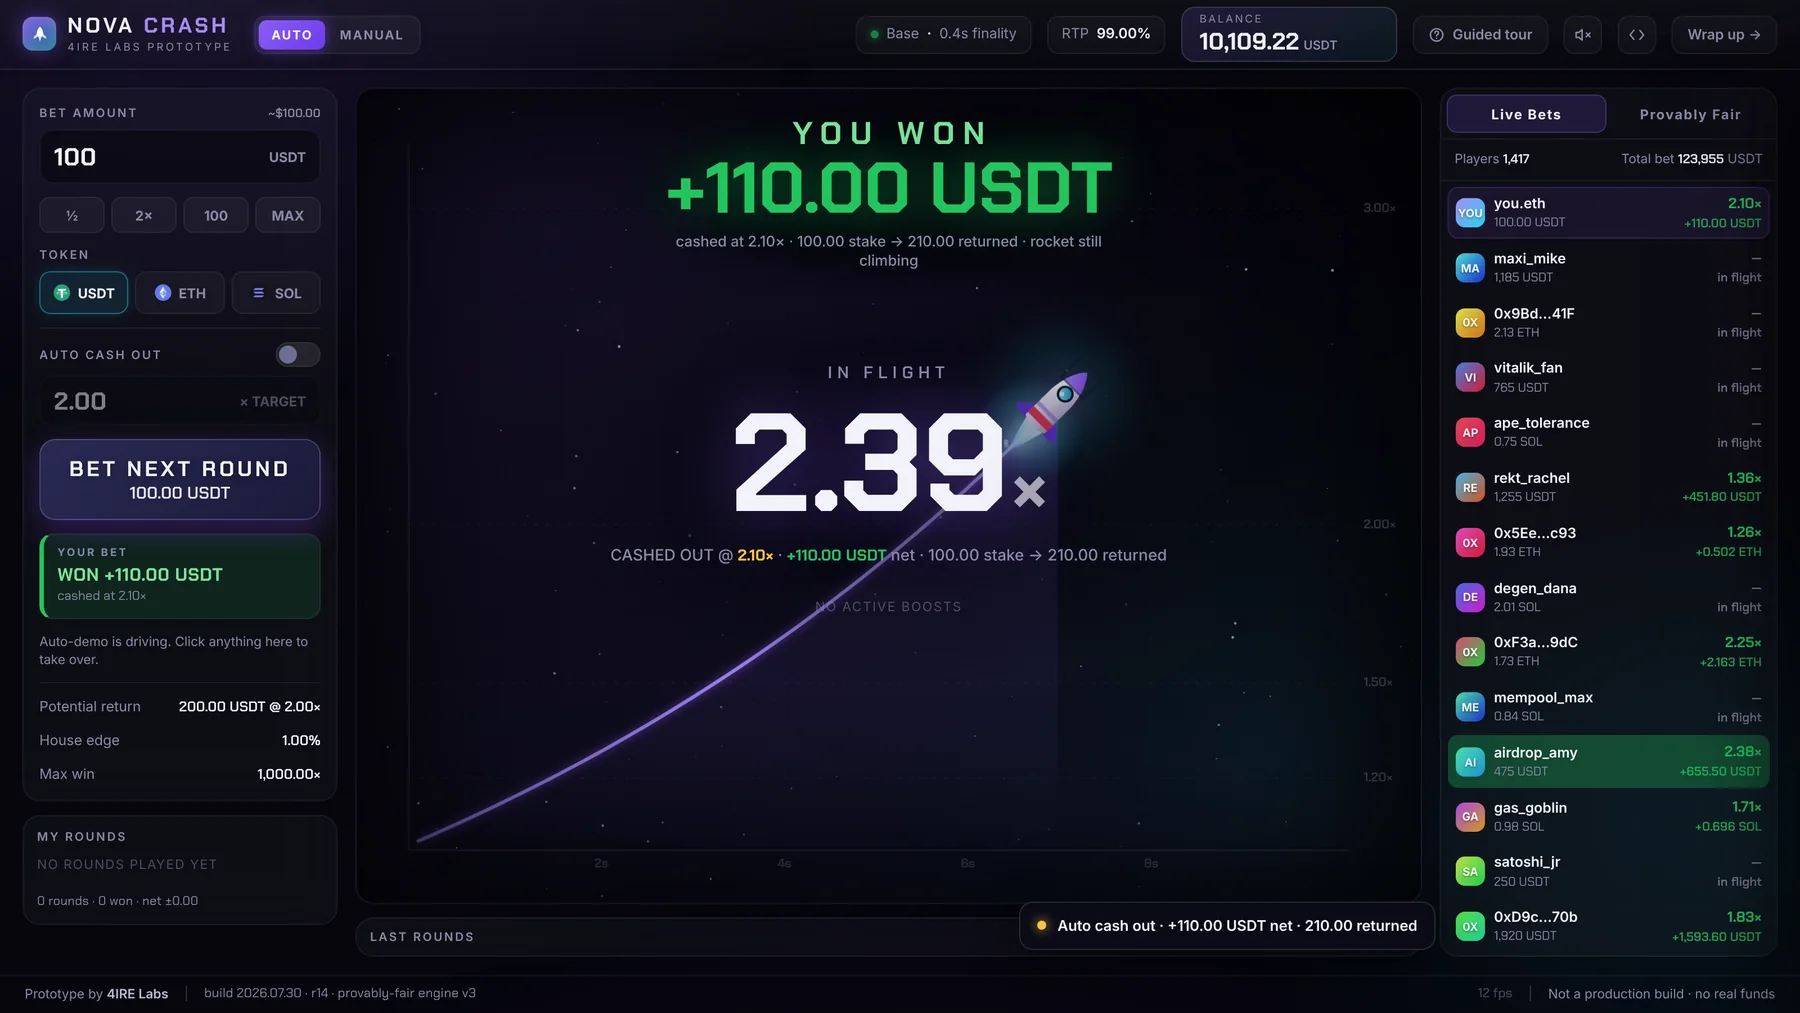 NOVA CRASH
4IRE LABS PROTOTYPE
AUTO
MANUAL
Base · 0.4s finality
RTP 99.00%
BALANCE
10,109.22 USDT
Guided tour
Wrap up →
BET AMOUNT
~$100.00
100
USDT
½
2×
100
MAX
TOKEN
USDT
ETH
SOL
AUTO CASH OUT
2.00
× TARGET
BET NEXT ROUND
100.00 USDT
YOUR BET
WON +110.00 USDT
cashed at 2.10×
Auto-demo is driving. Click anything here to
take over.
Potential return
200.00 USDT @ 2.00×
House edge
1.00%
Max win
1,000.00×
MY ROUNDS
NO ROUNDS PLAYED YET
0 rounds · 0 won · net ±0.00
YOU WON
+110.00 USDT
cashed at 2.10× · 100.00 stake → 210.00 returned · rocket still
climbing
IN FLIGHT
2.39×
CASHED OUT @ 2.10× · +110.00 USDT net · 100.00 stake → 210.00 returned
NO ACTIVE BOOSTS
3.00×
2.00×
1.50×
1.20×
2s
4s
6s
8s
LAST ROUNDS
Auto cash out · +110.00 USDT net · 210.00 returned
Live Bets
Provably Fair
Players 1,417
Total bet 123,955 USDT
YOU
you.eth
2.10×
100.00 USDT
+110.00 USDT
MA
maxi_mike
—
1,185 USDT
in flight
0X
0x9Bd...41F
—
2.13 ETH
in flight
VI
vitalik_fan
—
765 USDT
in flight
AP
ape_tolerance
—
0.75 SOL
in flight
RE
rekt_rachel
1.36×
1,255 USDT
+451.80 USDT
0X
0x5Ee...c93
1.26×
1.93 ETH
+0.502 ETH
DE
degen_dana
—
2.01 SOL
in flight
0X
0xF3a...9dC
2.25×
1.73 ETH
+2.163 ETH
ME
mempool_max
—
0.84 SOL
in flight
AI
airdrop_amy
2.38×
475 USDT
+655.50 USDT
GA
gas_goblin
1.71×
0.98 SOL
+0.696 SOL
SA
satoshi_jr
—
250 USDT
in flight
0X
0xD9c...70b
1.83×
1,920 USDT
+1,593.60 USDT
Prototype by 4IRE Labs
build 2026.07.30 · r14 · provably-fair engine v3
12 fps
Not a production build · no real funds